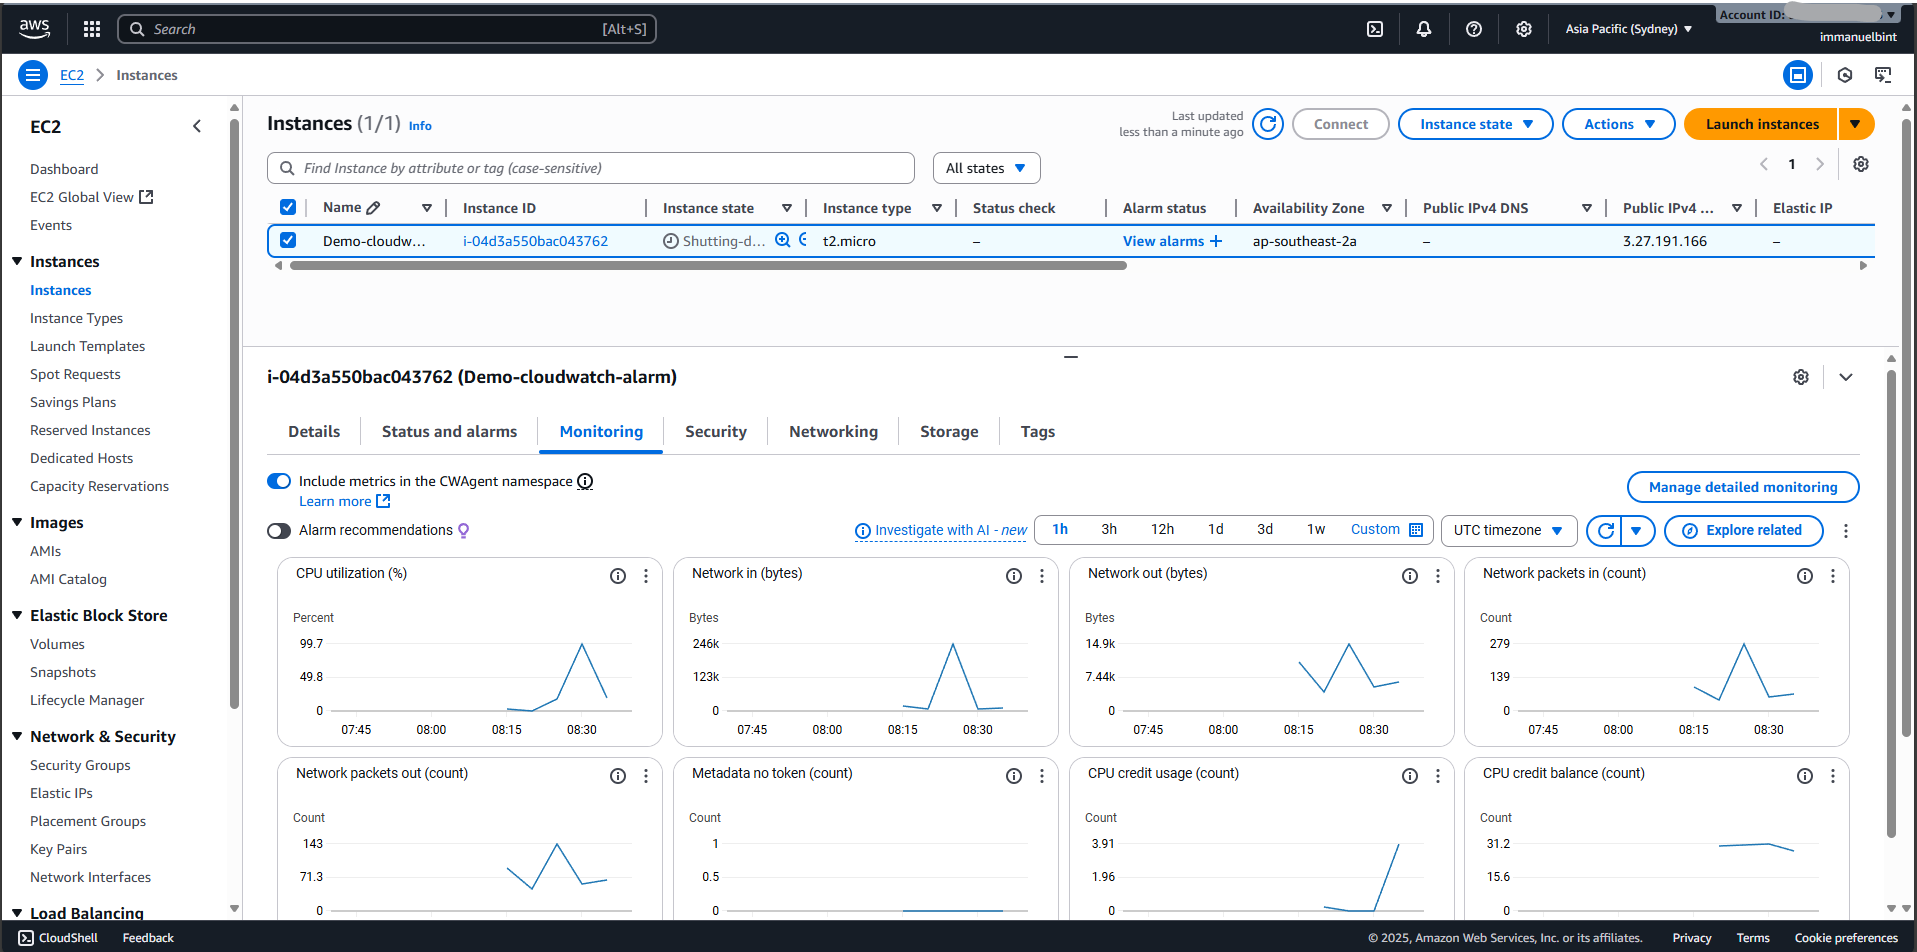 aws
Search [Alt+S]
Asia Pacific (Sydney)
Account ID:
immanuelbint
EC2
Instances
EC2
Dashboard
EC2 Global View
Events
Instances
Instances
Instance Types
Launch Templates
Spot Requests
Savings Plans
Reserved Instances
Dedicated Hosts
Capacity Reservations
Images
AMIs
AMI Catalog
Elastic Block Store
Volumes
Snapshots
Lifecycle Manager
Network & Security
Security Groups
Elastic IPs
Placement Groups
Key Pairs
Network Interfaces
Load Balancing
Instances (1/1) Info
Last updated
less than a minute ago
Connect
Instance state
Actions
Launch instances
Find Instance by attribute or tag (case-sensitive)
All states
1
Name Instance ID Instance state Instance type Status check Alarm status Availability Zone Public IPv4 DNS Public IPv4 ... Elastic IP
Demo-cloudw... i-04d3a550bac043762 Shutting-d... t2.micro – View alarms + ap-southeast-2a – 3.27.191.166 –
i-04d3a550bac043762 (Demo-cloudwatch-alarm)
Details Status and alarms Monitoring Security Networking Storage Tags
Include metrics in the CWAgent namespace
Learn more
Manage detailed monitoring
Alarm recommendations
Investigate with AI - new
1h 3h 12h 1d 3d 1w Custom
UTC timezone
Explore related
CPU utilization (%)
Percent
99.7
49.8
0
07:45 08:00 08:15 08:30
Network in (bytes)
Bytes
246k
123k
0
07:45 08:00 08:15 08:30
Network out (bytes)
Bytes
14.9k
7.44k
0
07:45 08:00 08:15 08:30
Network packets in (count)
Count
279
139
0
07:45 08:00 08:15 08:30
Network packets out (count)
Count
143
71.3
0
Metadata no token (count)
Count
1
0.5
0
CPU credit usage (count)
Count
3.91
1.96
0
CPU credit balance (count)
Count
31.2
15.6
0
CloudShell Feedback
© 2025, Amazon Web Services, Inc. or its affiliates. Privacy Terms Cookie preferences